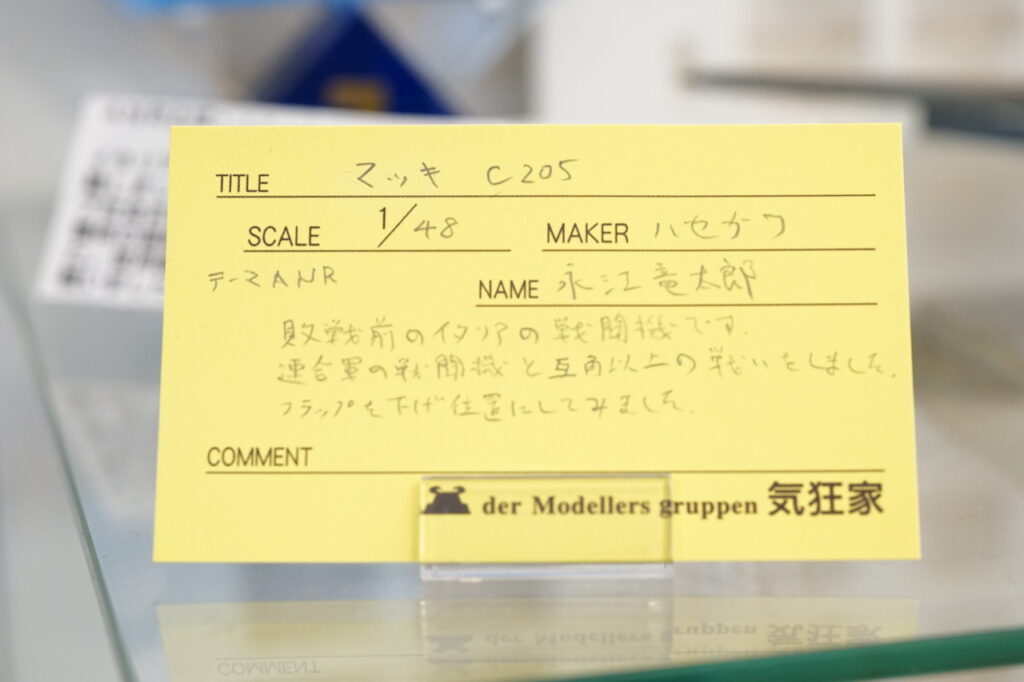 TITLE マッキ C205
SCALE 1/48 MAKER ハセガワ
テーマANR NAME 永江竜太郎
敗戦前のイタリアの戦闘機です.
連合軍の戦闘機と互角以上の戦いをしました.
フラップを下げ位置にしてみました.
COMMENT
der Modellers gruppen 気狂家